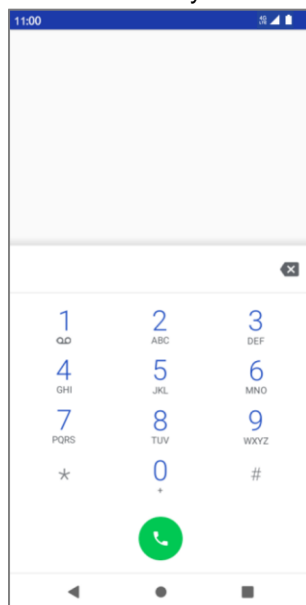 11:00
1 2 3
ABC DEF
4 5 6
GHI JKL MNO
7 8 9
PQRS TUV WXYZ
* 0 #
+